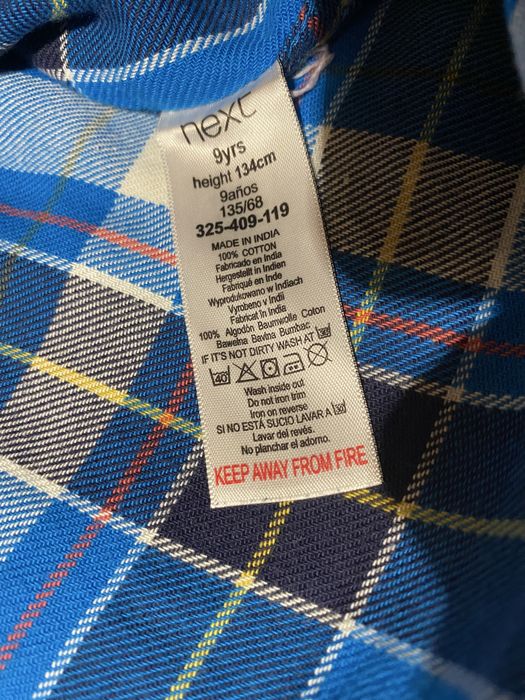 next
9yrs
height 134cm
9años
135/68
325-409-119
MADE IN INDIA
100% COTTON
Fabricado en India
Hergestellt in Indien
Fabriqué en Inde
Wyprodukowano w Indiach
Vyrobeno v Indii
Fabricat în India
100% Algodón Baumwolle Coton
Bawełna Bavlna Bumbac
IF IT'S NOT DIRTY WASH AT 30
40
Wash inside out
Do not iron trim
Iron on reverse
SI NO ESTÁ SUCIO LAVAR A 30
Lavar del revés.
No planchar el adorno.
KEEP AWAY FROM FIRE